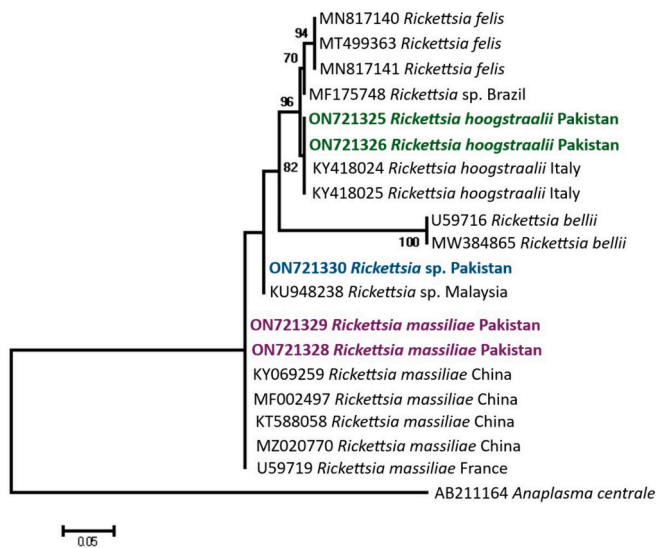 MN817140 Rickettsia felis
94
MT499363 Rickettsia felis
70
MN817141 Rickettsia felis
MF175748 Rickettsia sp. Brazil
96
ON721325 Rickettsia hoogstraalii Pakistan
ON721326 Rickettsia hoogstraalii Pakistan
82
KY418024 Rickettsia hoogstraalii Italy
KY418025 Rickettsia hoogstraalii Italy
U59716 Rickettsia bellii
100
MW384865 Rickettsia bellii
ON721330 Rickettsia sp. Pakistan
KU948238 Rickettsia sp. Malaysia
ON721329 Rickettsia massiliae Pakistan
ON721328 Rickettsia massiliae Pakistan
KY069259 Rickettsia massiliae China
MF002497 Rickettsia massiliae China
KT588058 Rickettsia massiliae China
MZ020770 Rickettsia massiliae China
U59719 Rickettsia massiliae France
AB211164 Anaplasma centrale
0.05